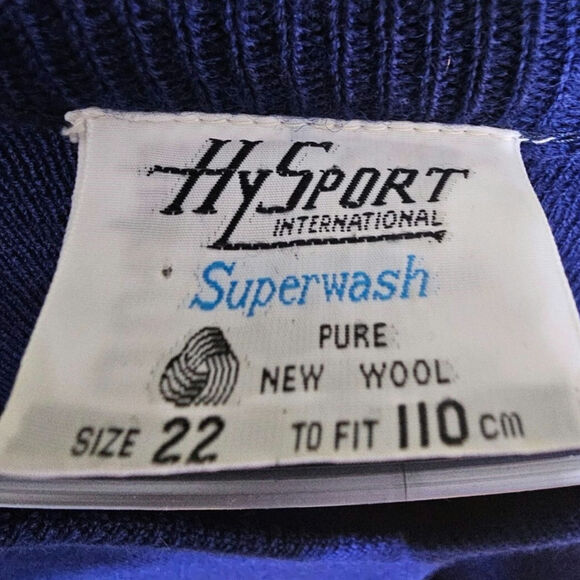 HySPORT
INTERNATIONAL
Superwash
PURE
NEW WOOL
SIZE 22 TO FIT 110 cm